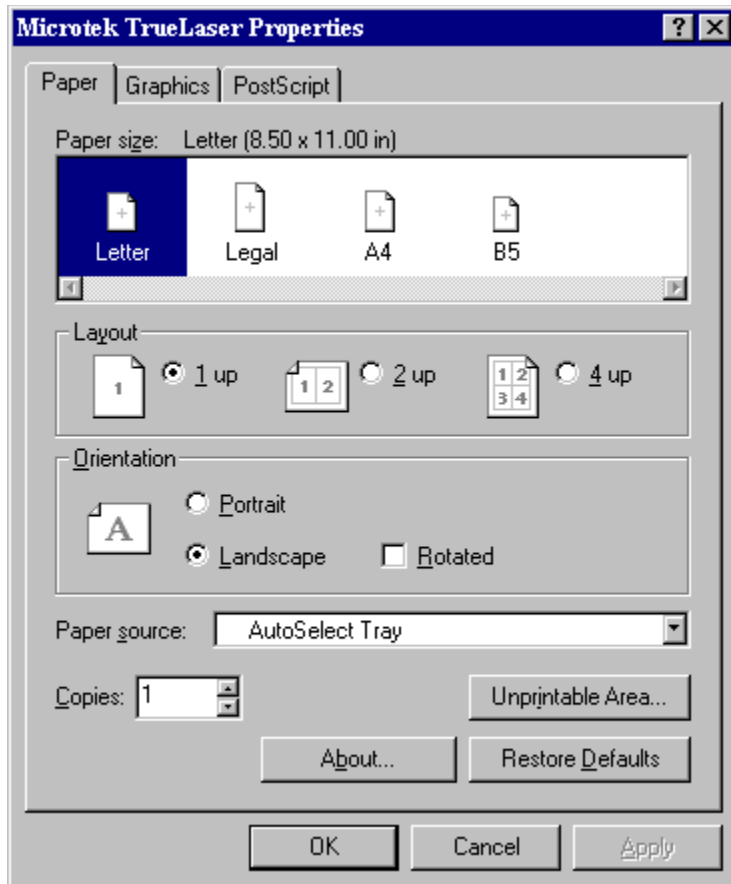 Microtek TrueLaser Properties
Paper Graphics PostScript
Paper size: Letter (8.50 x 11.00 in)
Letter Legal A4 B5
Layout
1 1 up 1 2 2 up 1 2 4 up
3 4
Orientation
A Portrait
Landscape Rotated
Paper source: AutoSelect Tray
Copies: 1 Unprintable Area...
About... Restore Defaults
OK Cancel Apply